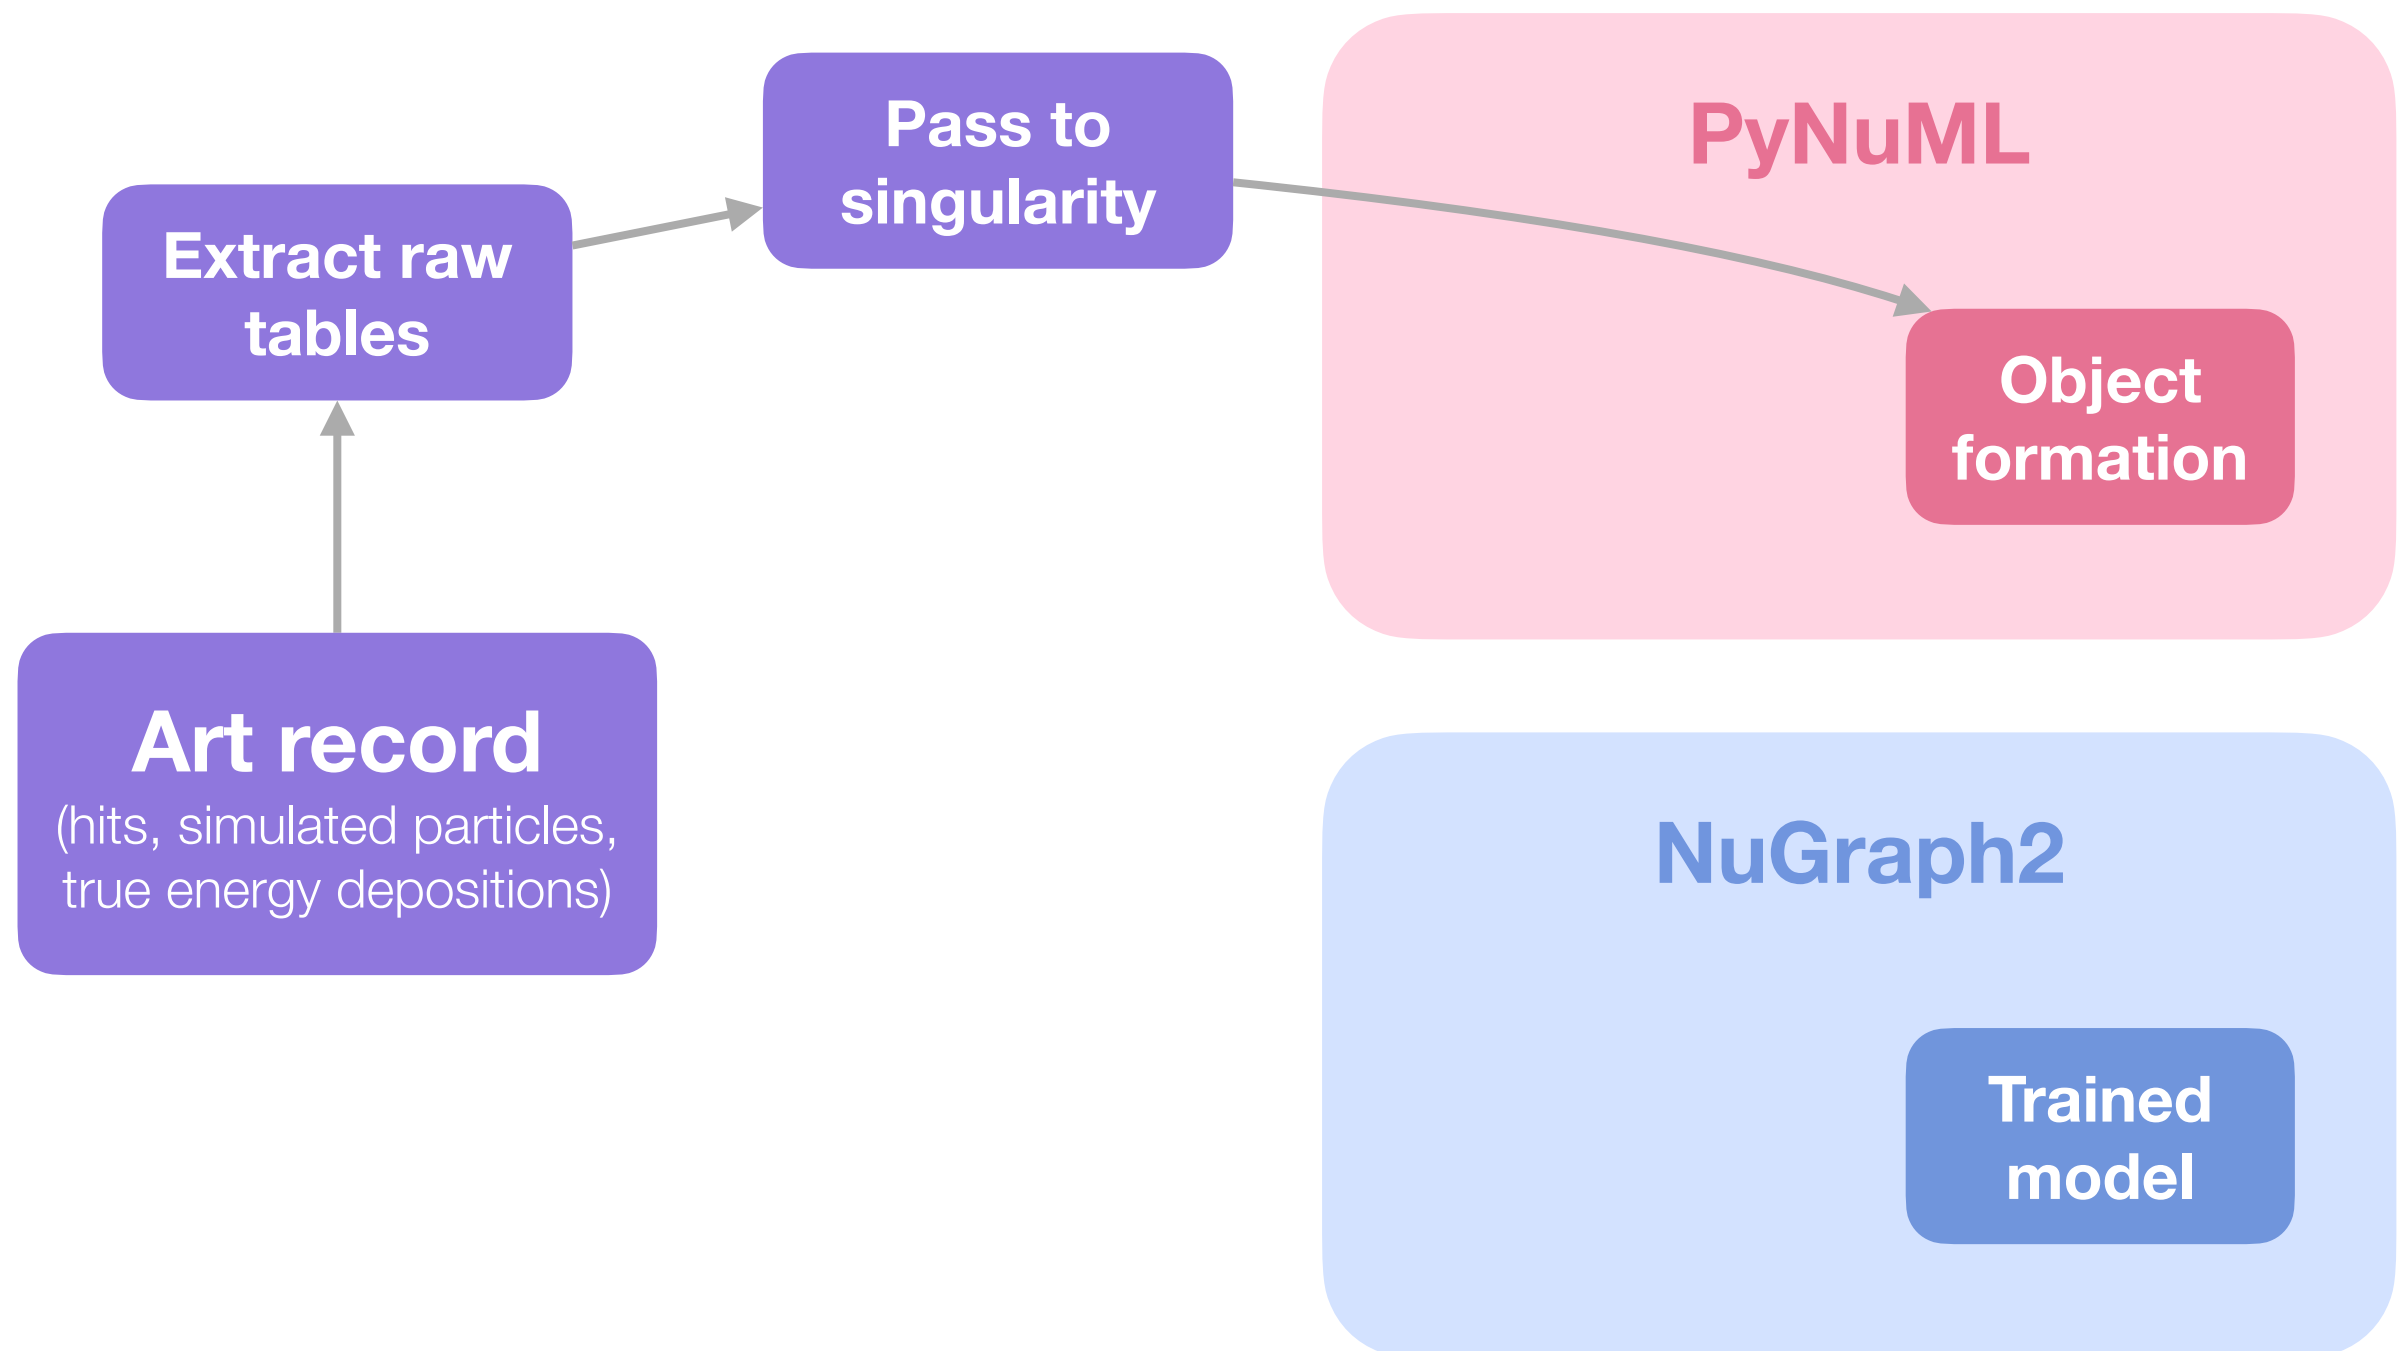 Pass to
singularity
PyNuML
Extract raw
tables
Object
formation
Art record
(hits, simulated particles,
true energy depositions)
NuGraph2
Trained
model